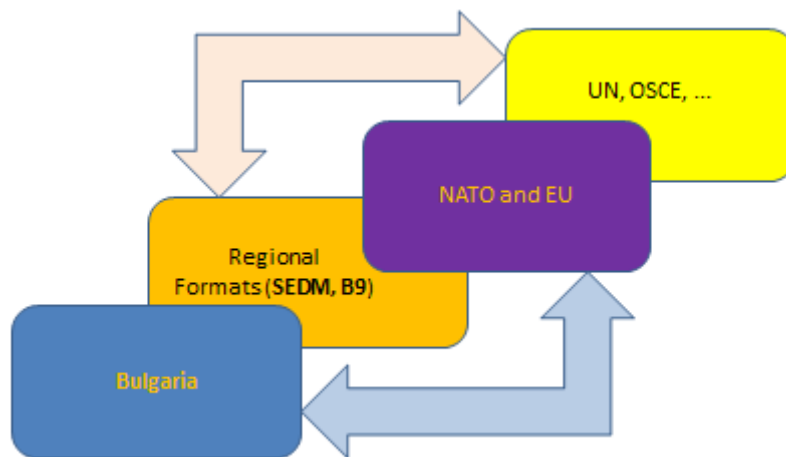 UN, OSCE, ...
NATO and EU
Regional
Formats (SEDM, B9)
Bulgaria